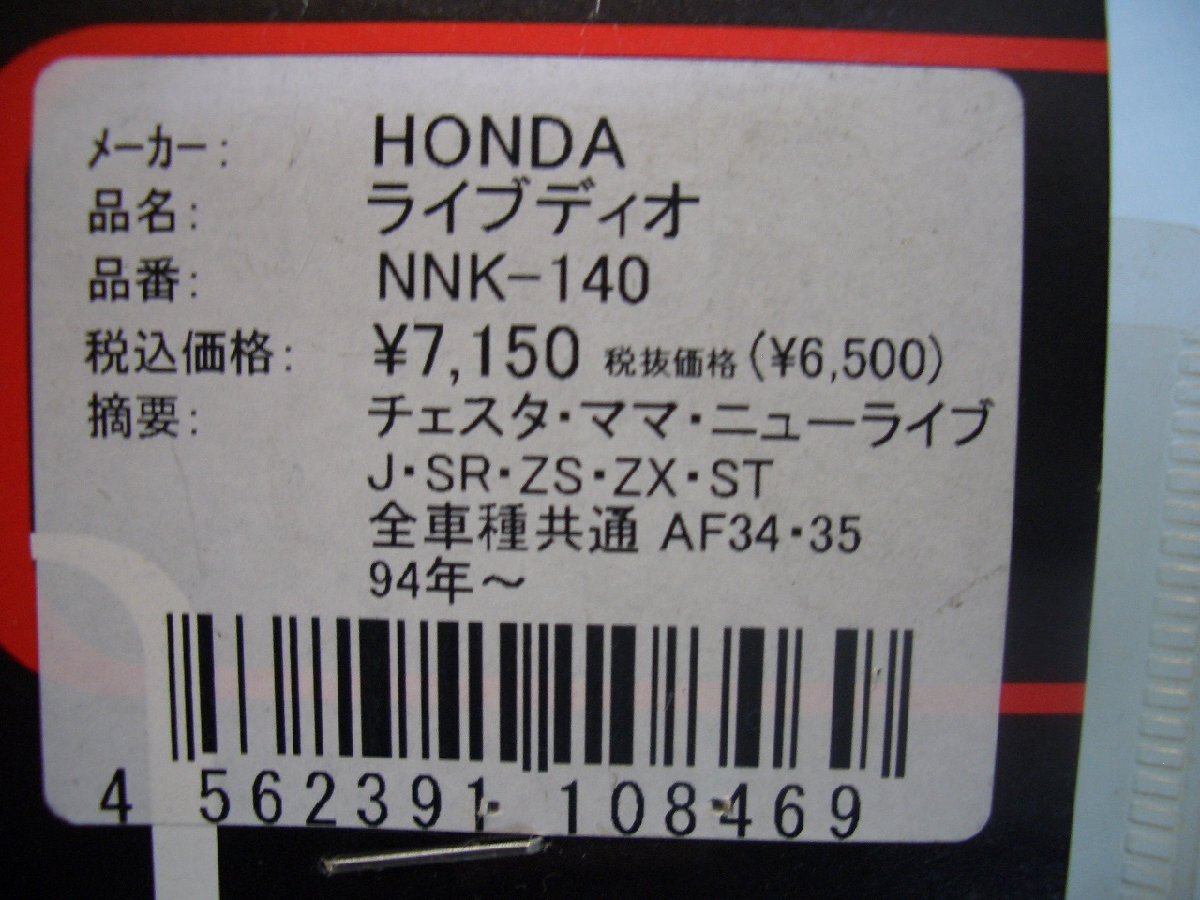 メーカー: HONDA
品名: ライブディオ
品番: NNK-140
税込価格: ¥7,150 税抜価格 (¥6,500)
摘要: チェスタ・ママ・ニューライブ
J・SR・ZS・ZX・ST
全車種共通 AF34・35
94年~
4 562391 108469